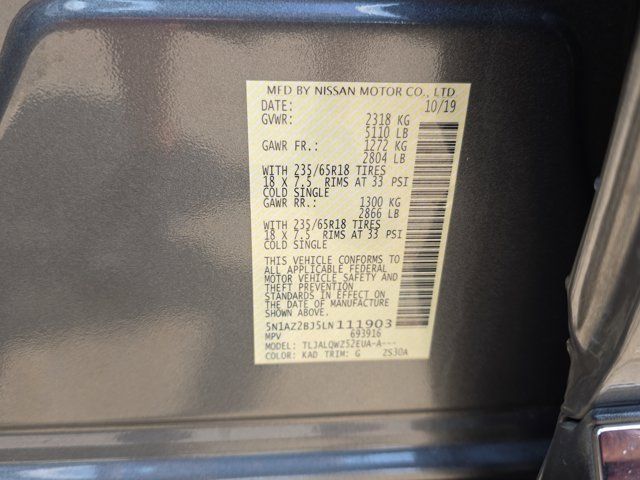 MFD BY NISSAN MOTOR CO., LTD
DATE: 10/19
GVWR: 2318 KG
5110 LB
GAWR FR.: 1272 KG
2804 LB
WITH 235/65R18 TIRES
18 X 7.5 RIMS AT 33 PSI
COLD SINGLE
GAWR RR.: 1300 KG
2866 LB
WITH 235/65R18 TIRES
18 X 7.5 RIMS AT 33 PSI
COLD SINGLE
THIS VEHICLE CONFORMS TO
ALL APPLICABLE FEDERAL
MOTOR VEHICLE SAFETY AND
THEFT PREVENTION
STANDARDS IN EFFECT ON
THE DATE OF MANUFACTURE
SHOWN ABOVE.
5N1AZ2BJ5LN111903
MPV 693916
MODEL: TLJALQWZ52EUA-A---
COLOR: KAD TRIM: G ZS30A